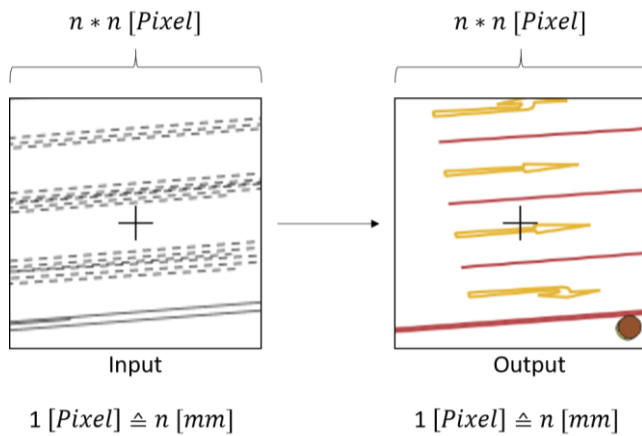 n * n [Pixel]
n * n [Pixel]
Input
Output
1 [Pixel] ≙ n [mm]
1 [Pixel] ≙ n [mm]